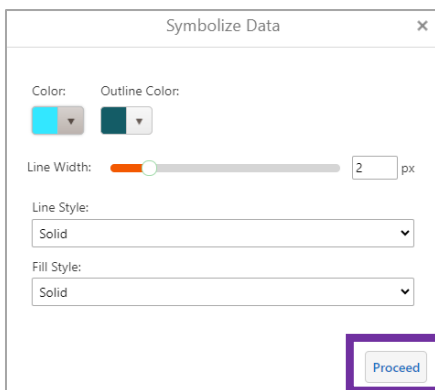 Symbolize Data ×
Color: Outline Color:
Line Width: 2 px
Line Style:
Solid
Fill Style:
Solid
Proceed